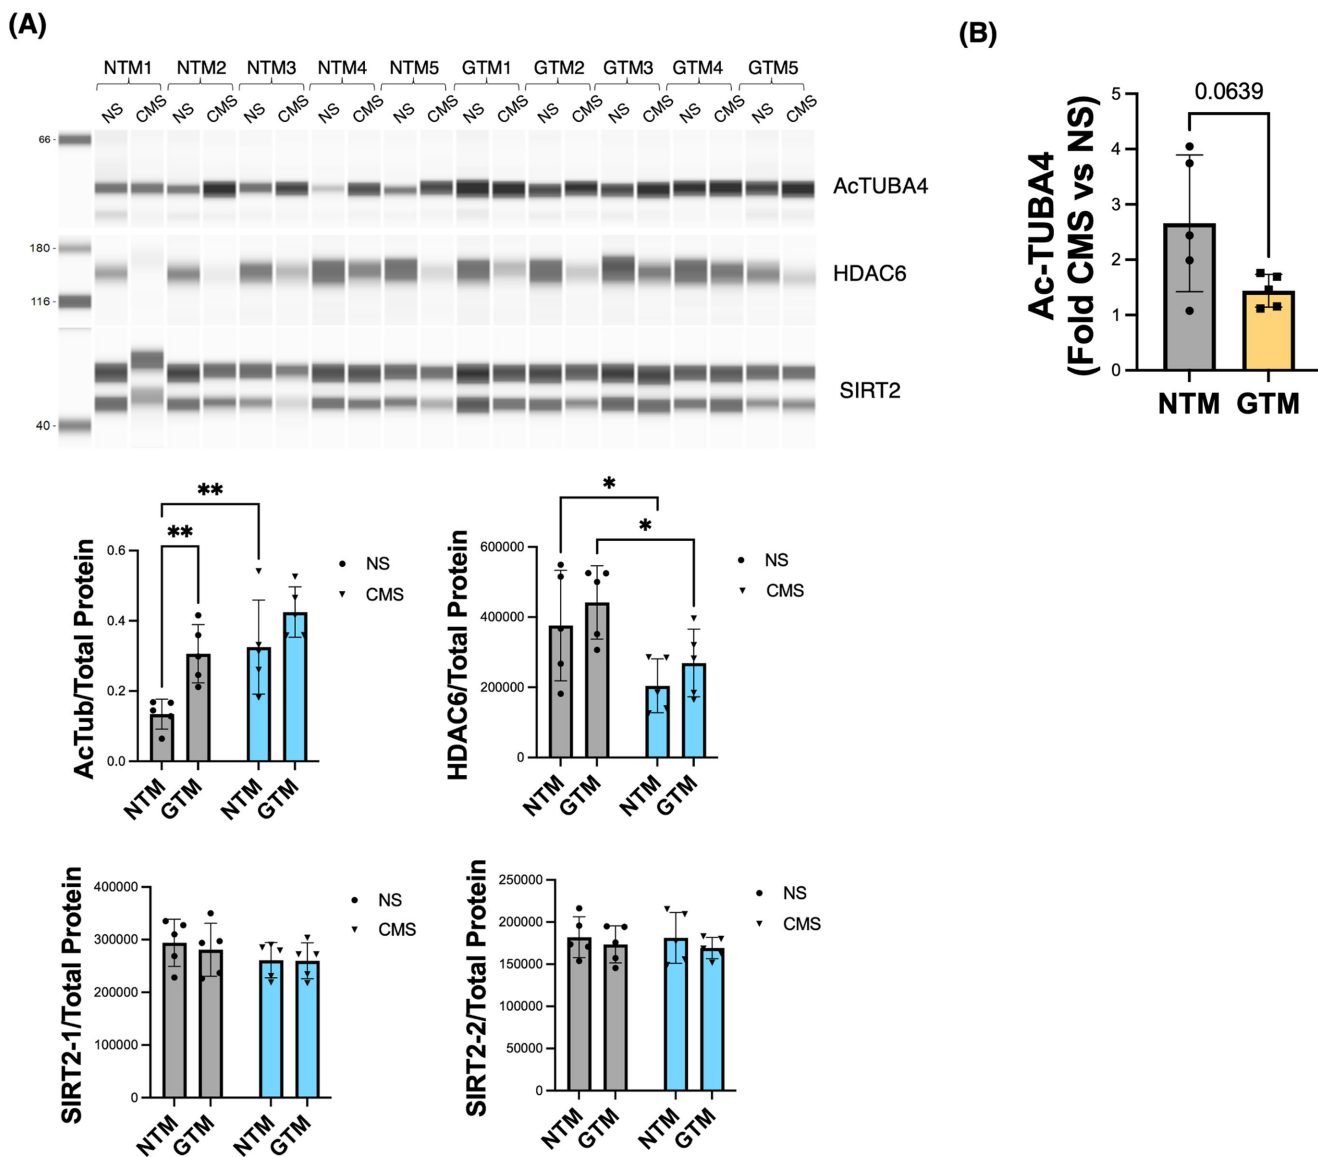 (A)
NTM1 NTM2 NTM3 NTM4 NTM5 GTM1 GTM2 GTM3 GTM4 GTM5
NS CMS NS CMS NS CMS NS CMS NS CMS NS CMS NS CMS NS CMS NS CMS NS CMS
66 -
AcTUBA4
180 -
HDAC6
116 -
SIRT2
40 -
(B)
0.0639
Ac-TUBA4
(Fold CMS vs NS)
5
4
3
2
1
0
NTM GTM
AcTub/Total Protein
0.6
0.4
0.2
0.0
**
**
NS
CMS
NTM GTM NTM GTM
HDAC6/Total Protein
600000
400000
200000
0
*
*
NS
CMS
NTM GTM NTM GTM
SIRT2-1/Total Protein
400000
300000
200000
100000
0
NS
CMS
NTM GTM NTM GTM
SIRT2-2/Total Protein
250000
200000
150000
100000
50000
0
NS
CMS
NTM GTM NTM GTM